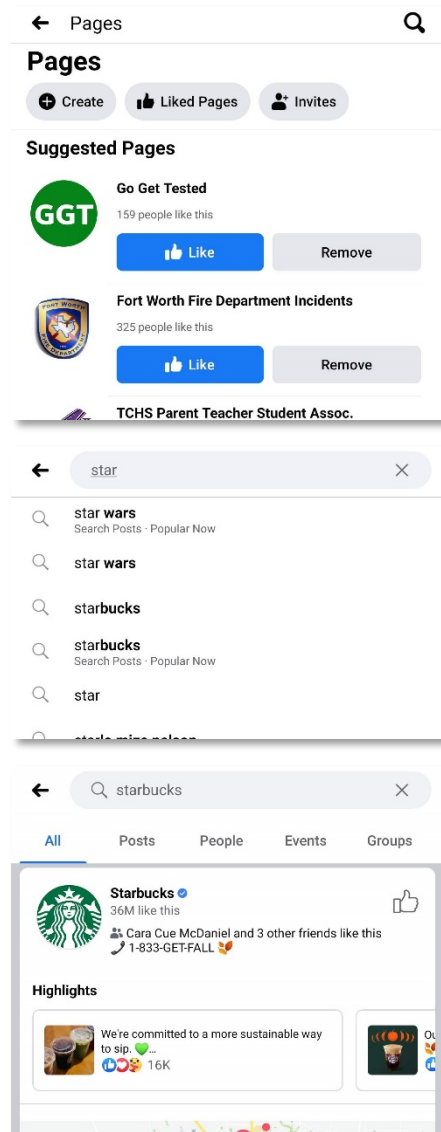 Pages
Pages
Create
Liked Pages
Invites
Suggested Pages
GGT
Go Get Tested
159 people like this
Like
Remove
FORT WORTH
FIRE DEPARTMENT
Fort Worth Fire Department Incidents
325 people like this
Like
Remove
TCHS Parent Teacher Student Assoc.
star
star wars
Search Posts · Popular Now
star wars
starbucks
starbucks
Search Posts · Popular Now
star
starbucks
All
Posts
People
Events
Groups
Starbucks
36M like this
Cara Cue McDaniel and 3 other friends like this
1-833-GET-FALL
Highlights
We're committed to a more sustainable way
to sip. 💚...
16K